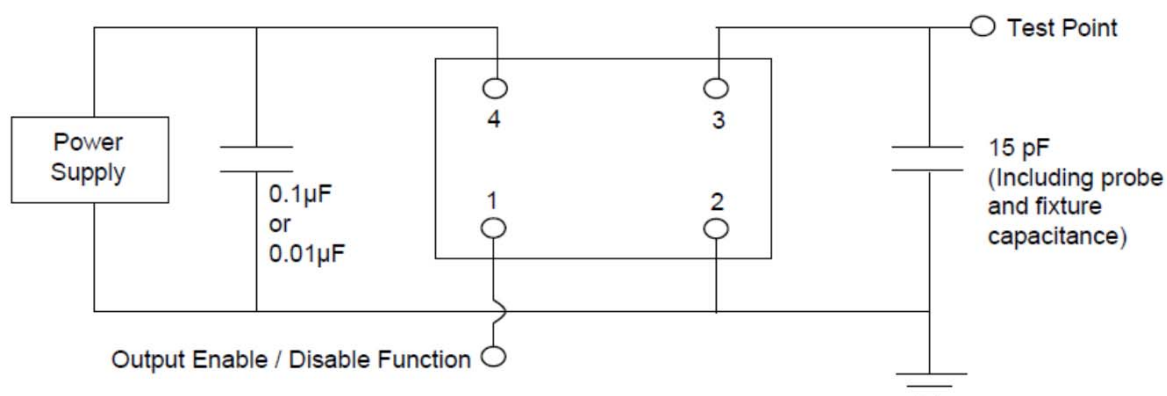 Test Point
Power
Supply
4
3
15 pF
(Including probe
and fixture
capacitance)
0.1µF
or
0.01µF
1
2
Output Enable / Disable Function